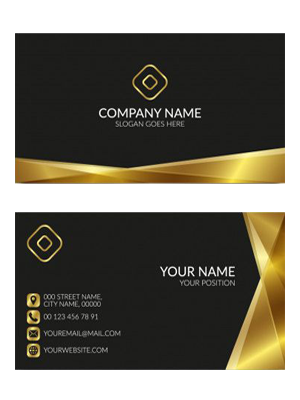 COMPANY NAME
SLOGAN GOES HERE
YOUR NAME
YOUR POSITION
000 STREET NAME,
CITY NAME, 00000
00 123 456 78 91
YOUREMAIL@MAIL.COM
YOURWEBSITE.COM